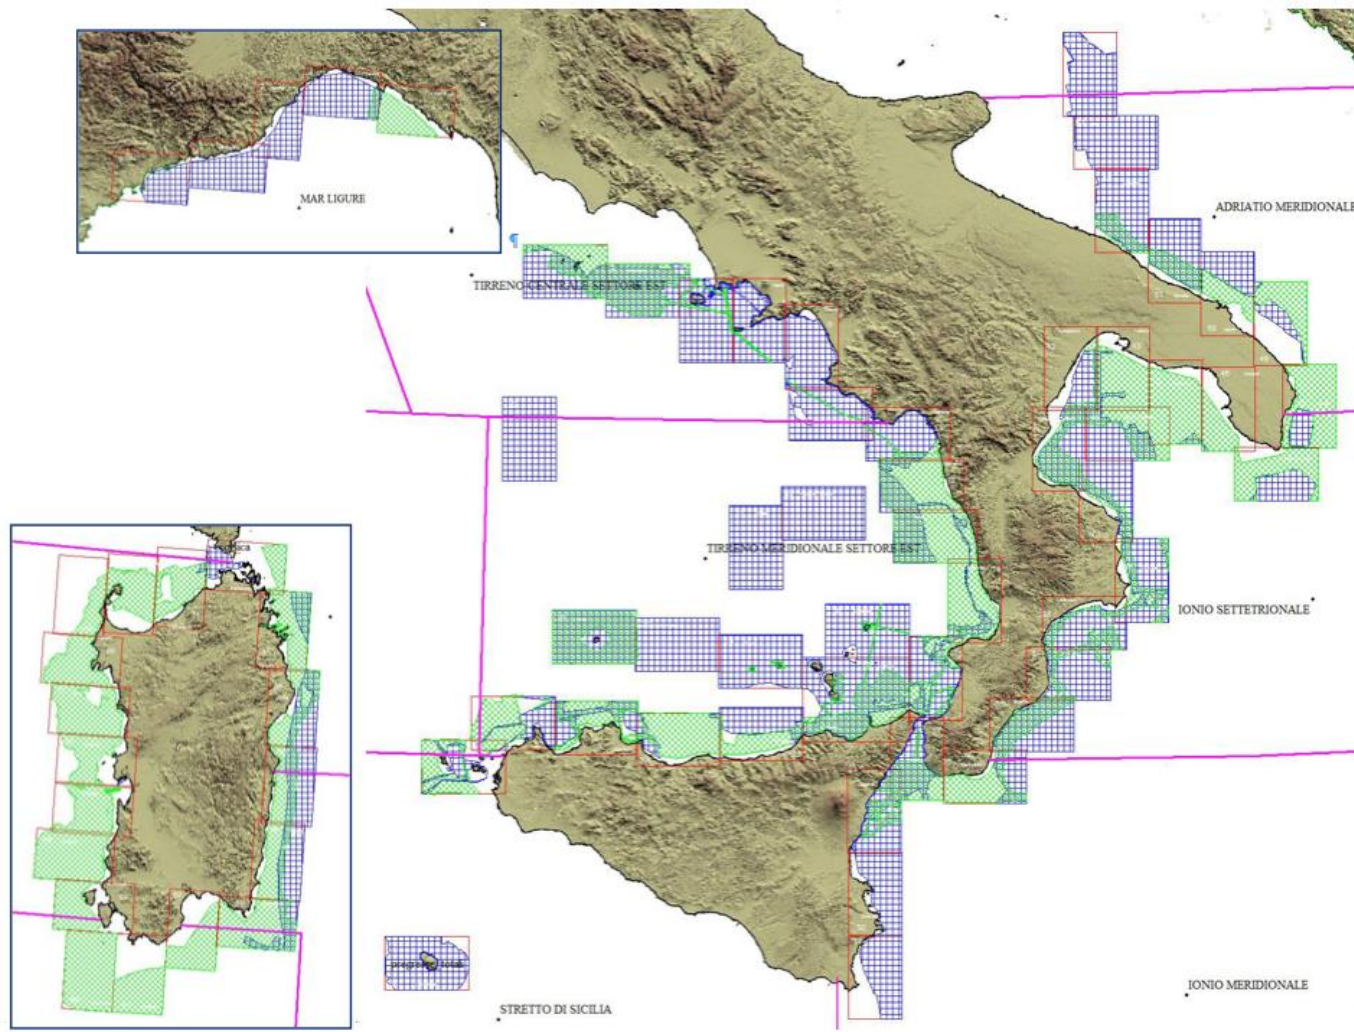 MAR LIGURE
ADRIATIO MERIDIONALE
¶
TIRRENO CENTRALE SETTORE EST
TIRRENO MERIDIONALE SETTORE EST
IONIO SETTETRIONALE
IONIO MERIDIONALE
STRETTO DI SICILIA